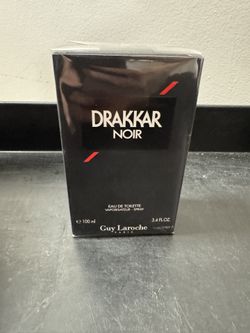 DRAKKAR
NOIR
EAU DE TOILETTE
VAPORISATEUR - SPRAY
℮ 100 ml 3.4 FL.OZ.
Guy Laroche
PARIS